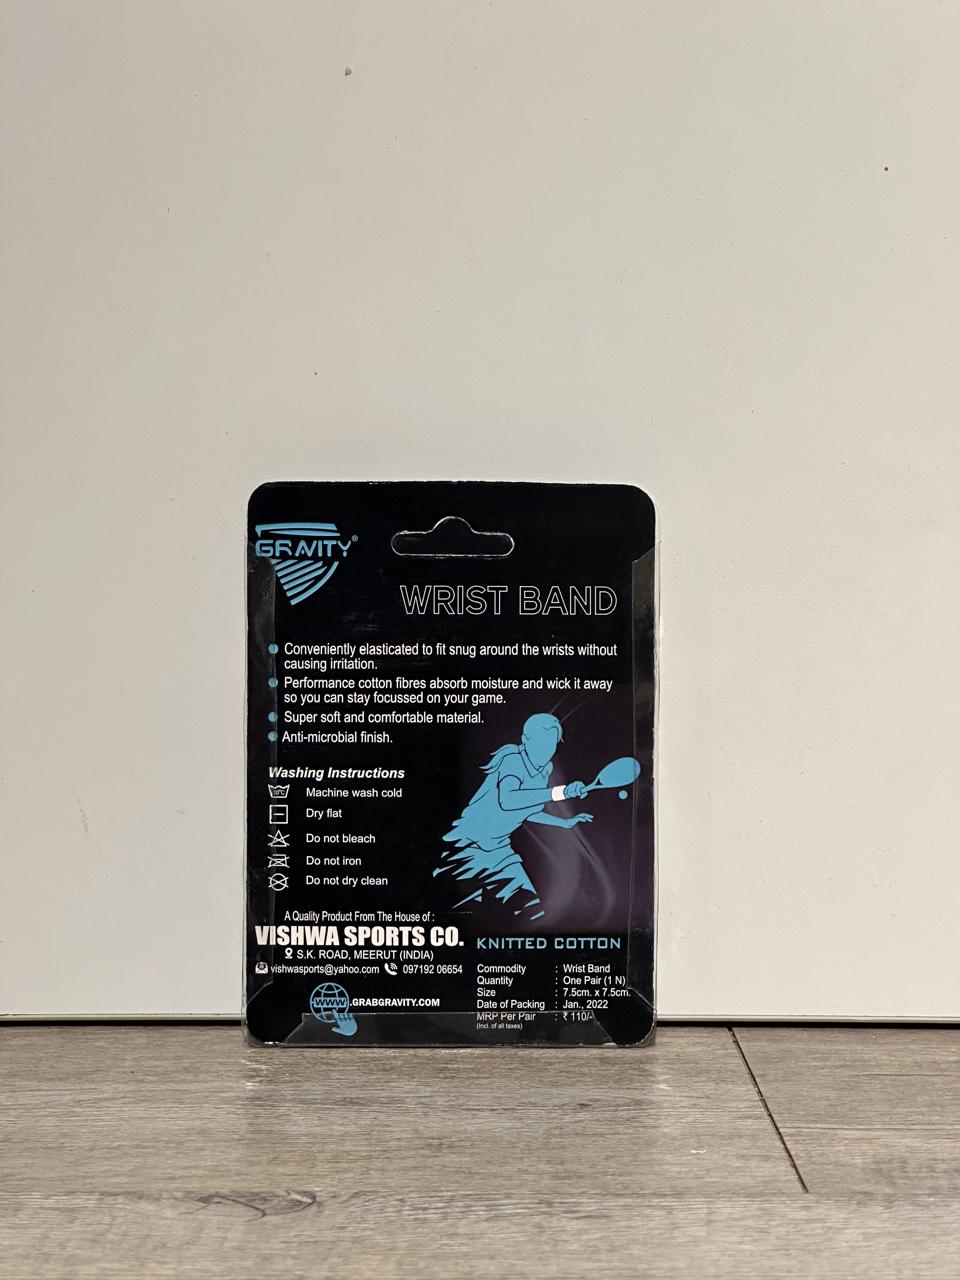 GRAVITY®
WRIST BAND
Conveniently elasticated to fit snug around the wrists without
causing irritation.
Performance cotton fibres absorb moisture and wick it away
so you can stay focussed on your game.
Super soft and comfortable material.
Anti-microbial finish.
Washing Instructions
30°C Machine wash cold
Dry flat
Do not bleach
Do not iron
Do not dry clean
A Quality Product From The House of :
VISHWA SPORTS CO.
S.K. ROAD, MEERUT (INDIA)
vishwasports@yahoo.com 097192 06654
www.GRABGRAVITY.COM
KNITTED COTTON
Commodity : Wrist Band
Quantity : One Pair (1 N)
Size : 7.5cm. x 7.5cm.
Date of Packing : Jan., 2022
MRP Per Pair : ₹ 110/-
(Incl. of all taxes)